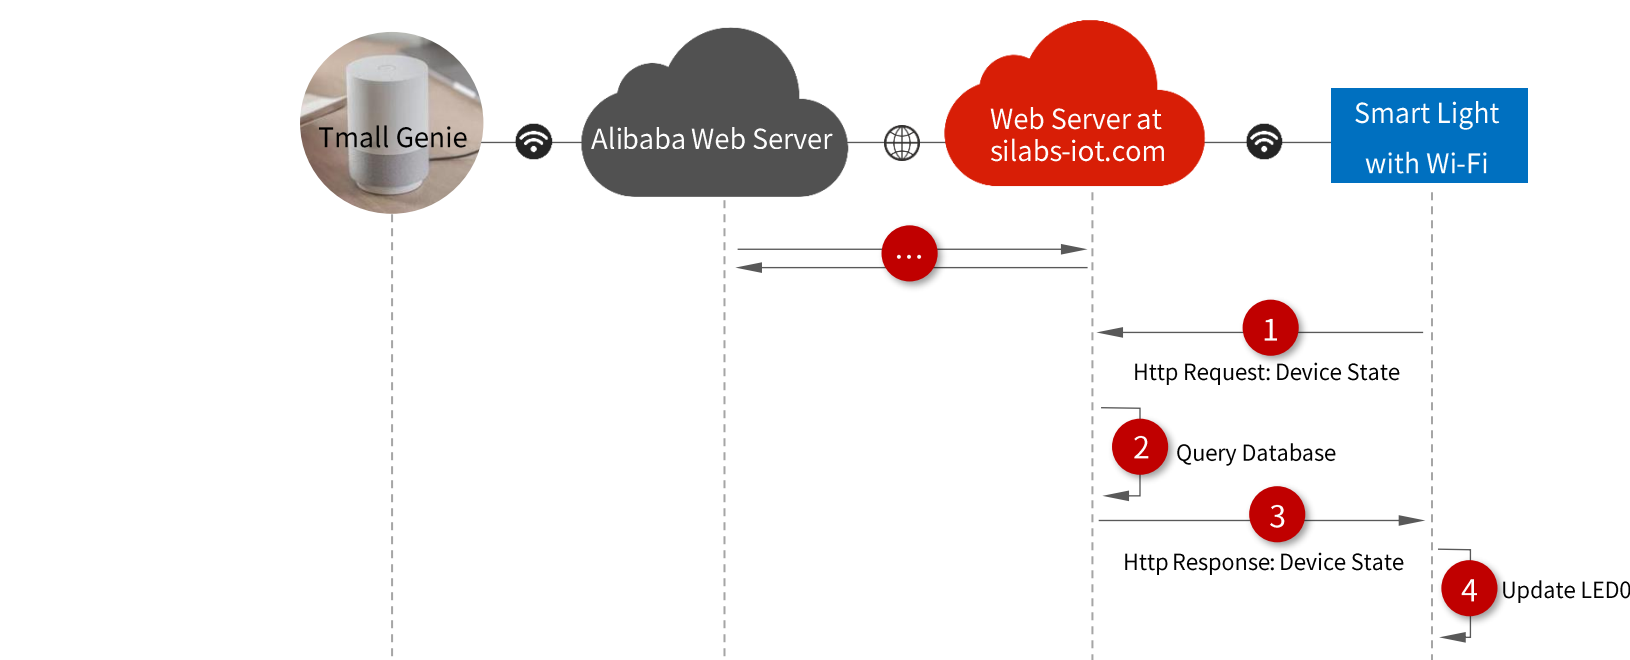 Tmall Genie
Alibaba Web Server
Web Server at
silabs-iot.com
Smart Light
with Wi-Fi
...
1
Http Request: Device State
2
Query Database
3
Http Response: Device State
4
Update LED0